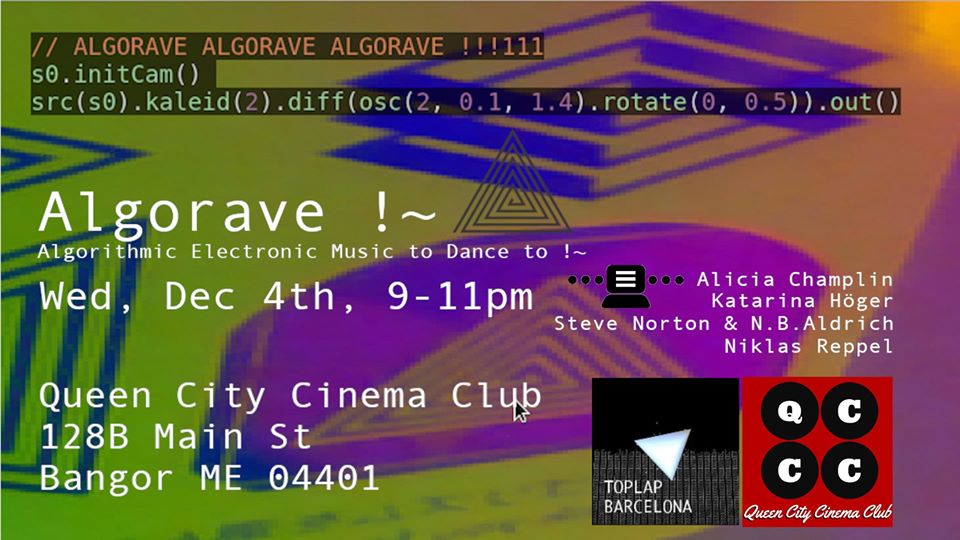 // ALGORAVE ALGORAVE ALGORAVE !!!111
s0.initCam()
src(s0).kaleid(2).diff(osc(2, 0.1, 1.4).rotate(0, 0.5)).out()
Algorave !~
Algorithmic Electronic Music to Dance to !~
Wed, Dec 4th, 9-11pm
Alicia Champlin
Katarina Höger
Steve Norton & N.B.Aldrich
Niklas Reppel
Queen City Cinema Club
128B Main St
Bangor ME 04401
TOPLAP
BARCELONA
Q C
C C
Queen City Cinema Club